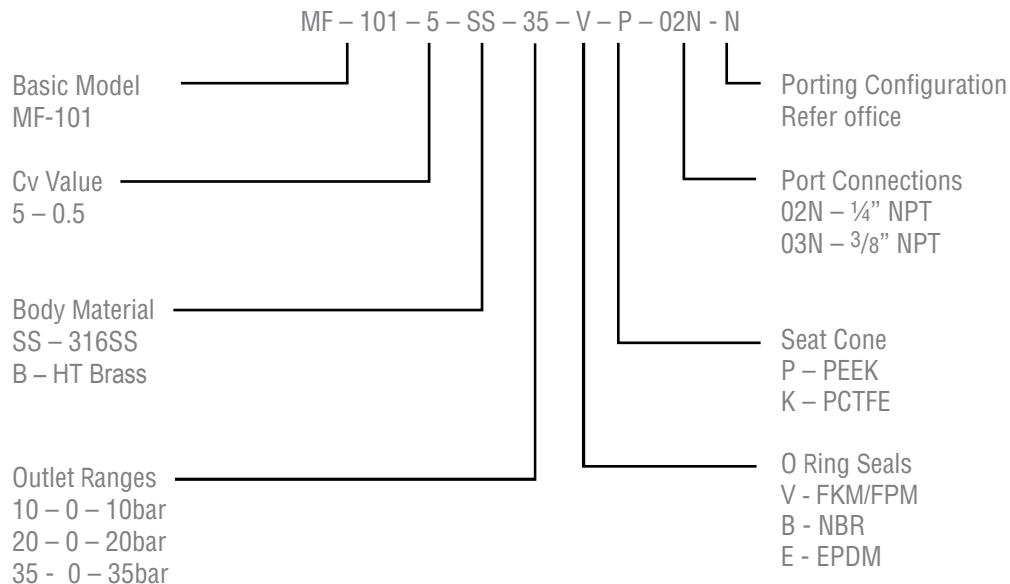 MF – 101 – 5 – SS – 35 – V – P – 02N - N
Basic Model
MF-101
Cv Value
5 – 0.5
Body Material
SS – 316SS
B – HT Brass
Outlet Ranges
10 – 0 – 10bar
20 – 0 – 20bar
35 - 0 – 35bar
Porting Configuration
Refer office
Port Connections
02N – ¼” NPT
03N – 3/8” NPT
Seat Cone
P – PEEK
K – PCTFE
O Ring Seals
V - FKM/FPM
B - NBR
E - EPDM